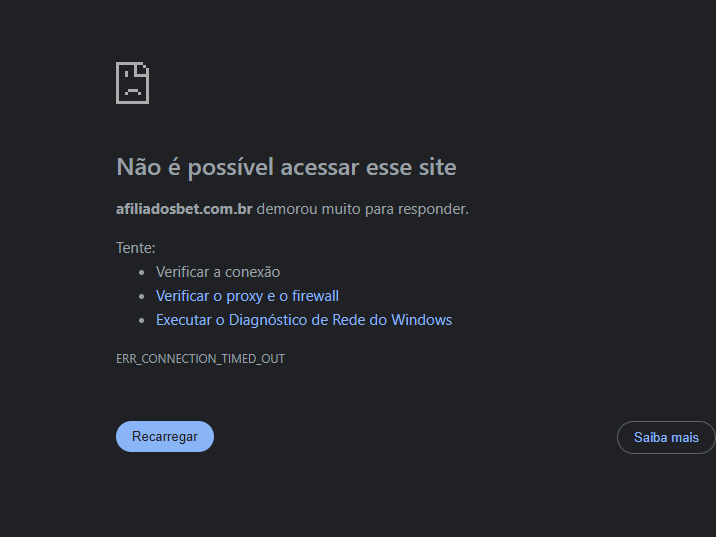 Não é possível acessar esse site
afiliadosbet.com.br demorou muito para responder.
Tente:
Verificar a conexão
Verificar o proxy e o firewall
Executar o Diagnóstico de Rede do Windows
ERR_CONNECTION_TIMED_OUT
Recarregar
Saiba mais